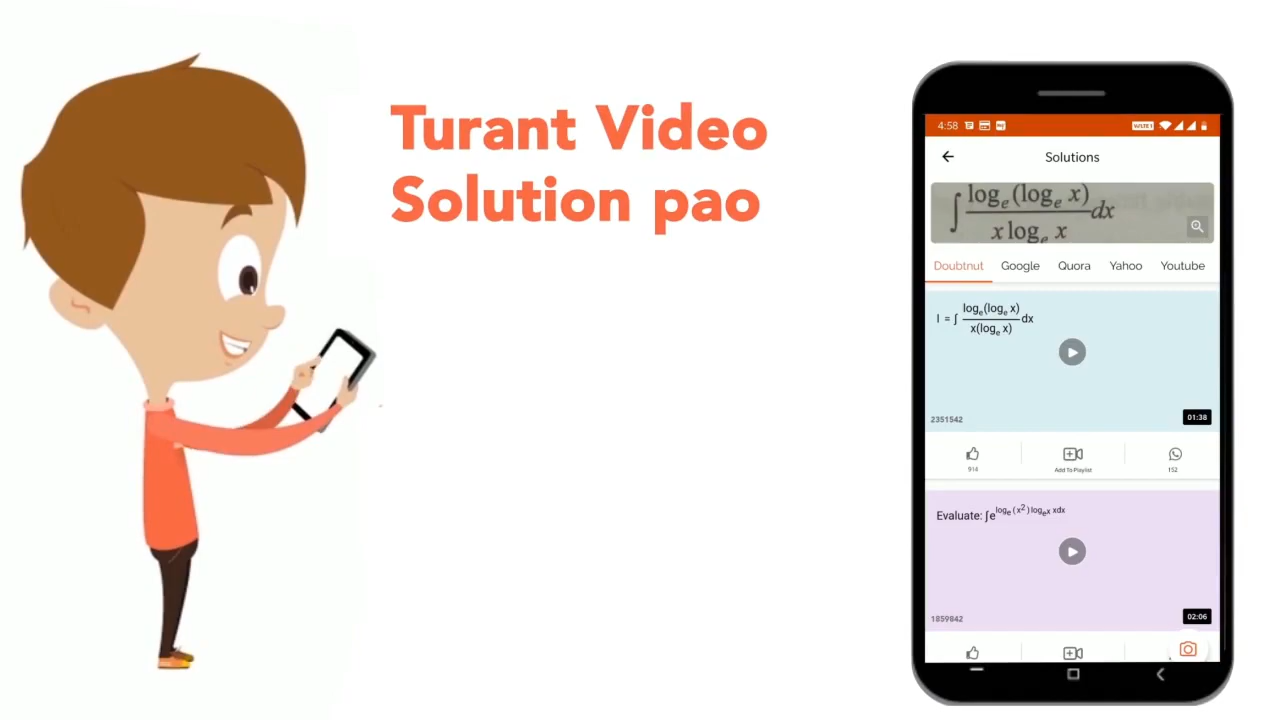 Turant Video
Solution pao
4:58
VoLTE1
Solutions
∫ logₑ(logₑ x) / x logₑ x dx
Doubtnut Google Quora Yahoo Youtube
I = ∫ logₑ(logₑ x) / x(logₑ x) dx
2351542 01:38
914 Add To Playlist 152
Evaluate: ∫e^logₑ(x²)logₑx xdx
1859842 02:06